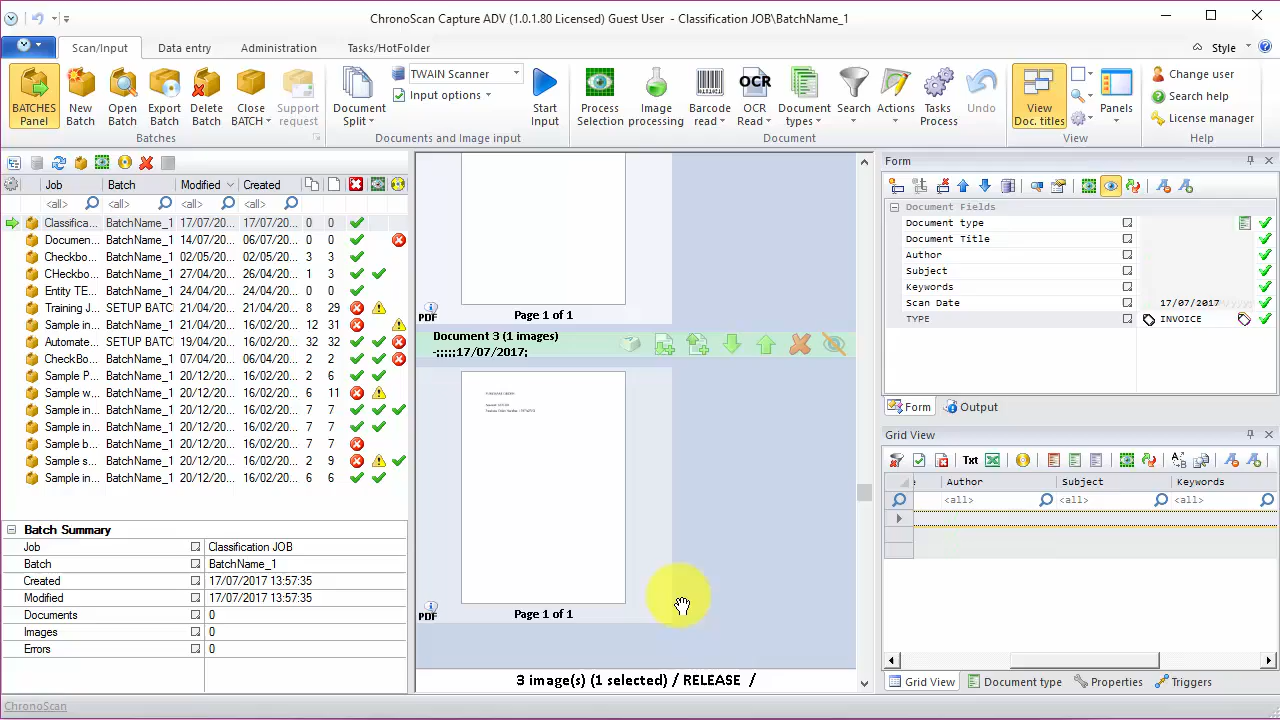 ChronoScan Capture ADV (1.0.1.80 Licensed) Guest User - Classification JOB\BatchName_1
Scan/Input Data entry Administration Tasks/HotFolder Style
BATCHES Panel
New Batch
Open Batch
Export Batch
Delete Batch
Close BATCH
Support request
Batches
Document Split
TWAIN Scanner
Input options
Start Input
Documents and Image input
Process Selection
Image processing
Barcode read
OCR
OCR Read
Document types
Search
Actions
Tasks Process
Undo
Document
View Doc. titles
Panels
View
Change user
Search help
License manager
Help
Job Batch Modified Created
<all> <all> <all> <all>
Classifica... BatchName_1 17/07/20... 17/07/20... 0 0
Documen... BatchName_1 14/07/20... 06/07/20... 0 0
Checkbo... BatchName_1 02/05/20... 02/05/20... 3 3
CHeckbo... BatchName_1 27/04/20... 26/04/20... 1 3
Entity TE... BatchName_1 24/04/20... 24/04/20... 0 0
Training J... SETUP BATC 21/04/20... 21/04/20... 8 29
Sample in... BatchName_1 21/04/20... 16/02/20... 12 31
Automate... SETUP BATC 19/04/20... 16/02/20... 32 32
CheckBo... BatchName_1 07/04/20... 06/04/20... 2 2
Sample P... BatchName_1 20/12/20... 16/02/20... 2 6
Sample w... BatchName_1 20/12/20... 16/02/20... 6 11
Sample o... BatchName_1 20/12/20... 16/02/20... 7 7
Sample in... BatchName_1 20/12/20... 16/02/20... 7 7
Sample b... BatchName_1 20/12/20... 16/02/20... 7 7
Sample s... BatchName_1 20/12/20... 16/02/20... 2 9
Sample in... BatchName_1 20/12/20... 16/02/20... 6 6
Batch Summary
Job Classification JOB
Batch BatchName_1
Created 17/07/2017 13:57:35
Modified 17/07/2017 13:57:35
Documents 0
Images 0
Errors 0
ChronoScan
PDF Page 1 of 1
Document 3 (1 images)
-;;;;;17/07/2017;
PDF Page 1 of 1
3 image(s) (1 selected) / RELEASE /
Form
Document Fields
Document type
Document Title
Author
Subject
Keywords
Scan Date 17/07/2017
TYPE INVOICE
Form Output
Grid View
Txt
Author Subject Keywords
<all> <all> <all>
Grid View Document type Properties Triggers